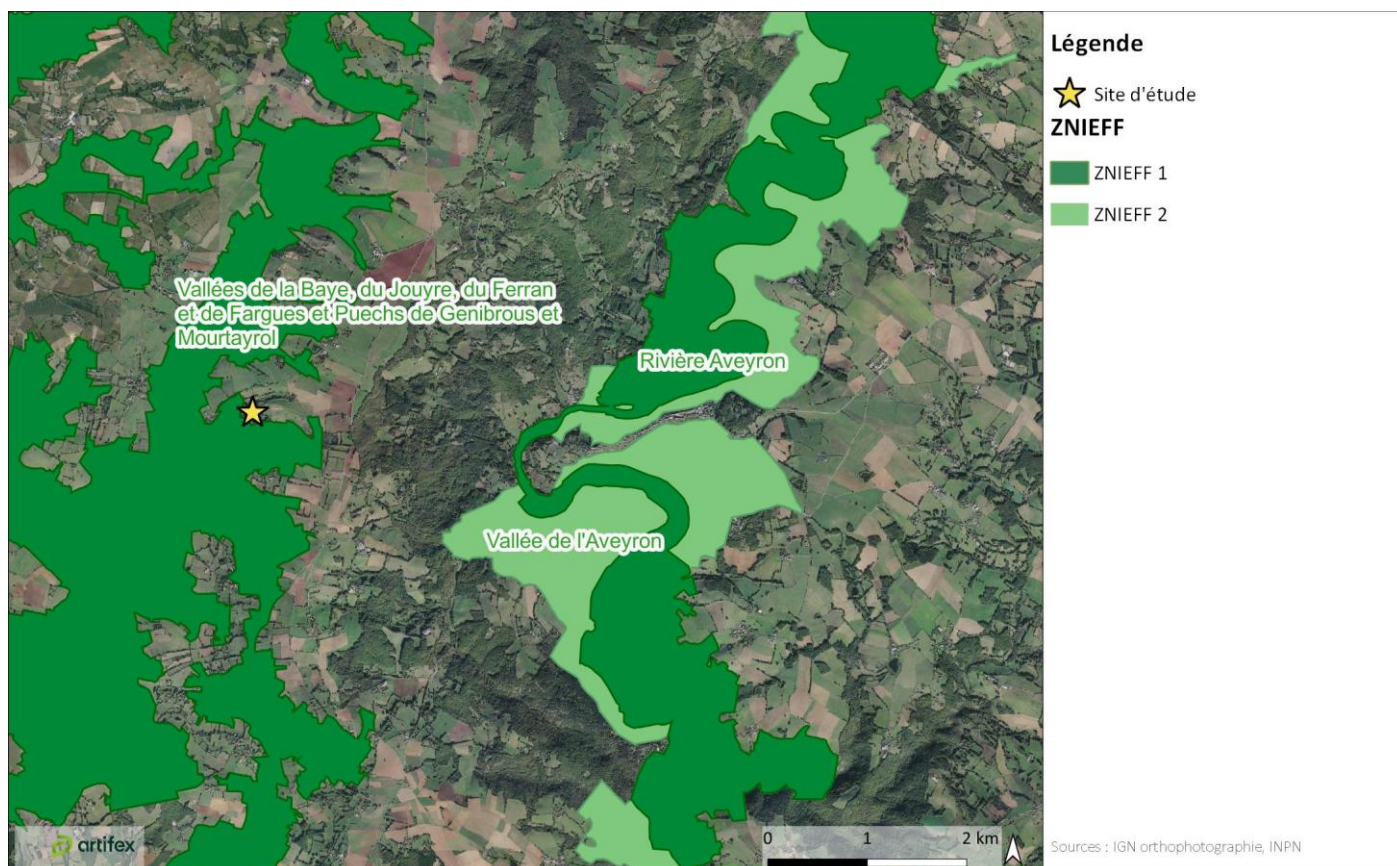 Légende
Site d'étude
ZNIEFF
ZNIEFF 1
ZNIEFF 2
Vallées de la Baye, du Jouyre, du Ferran
et de Fargues et Puechs de Genibrous et
Mourtayrol
Rivière Aveyron
Vallée de l'Aveyron
artifex
0 1 2 km
Sources : IGN orthophotographie, INPN